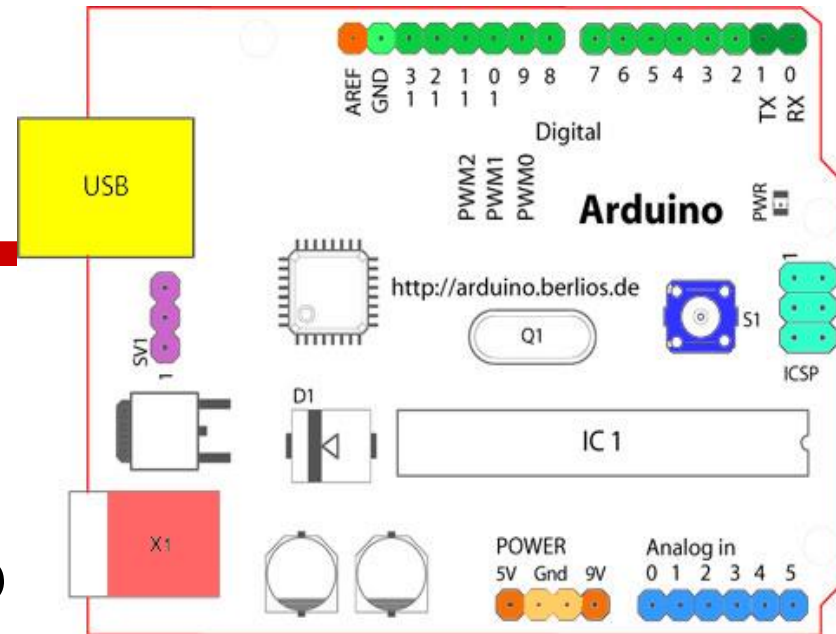 AREF
GND
13
12
11
10
9
8
7
6
5
4
3
2
1
0
TX
RX
Digital
USB
PWM2
PWM1
PWM0
Arduino
PWR
1
http://arduino.berlios.de
SV1
1
Q1
S1
ICSP
D1
IC 1
X1
POWER
5V Gnd 9V
Analog in
0 1 2 3 4 5
)